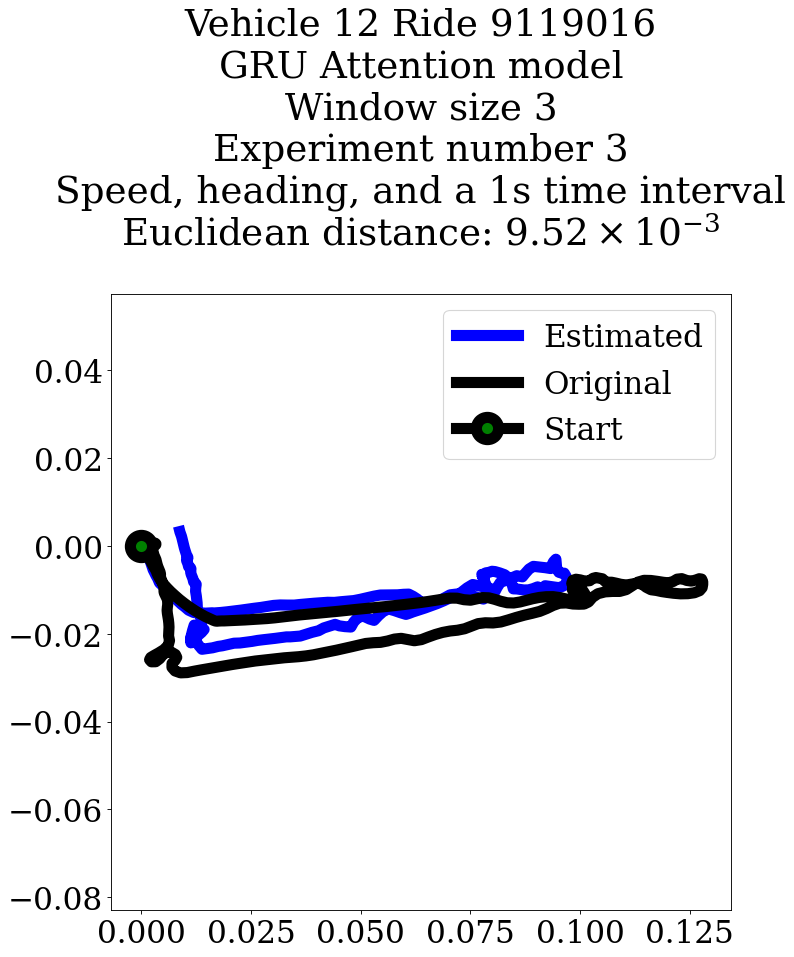 Vehicle 12 Ride 9119016
GRU Attention model
Window size 3
Experiment number 3
Speed, heading, and a 1s time interval
Euclidean distance: 9.52 × 10⁻³
Estimated
Original
Start
0.04
0.02
0.00
−0.02
−0.04
−0.06
−0.08
0.000 0.025 0.050 0.075 0.100 0.125